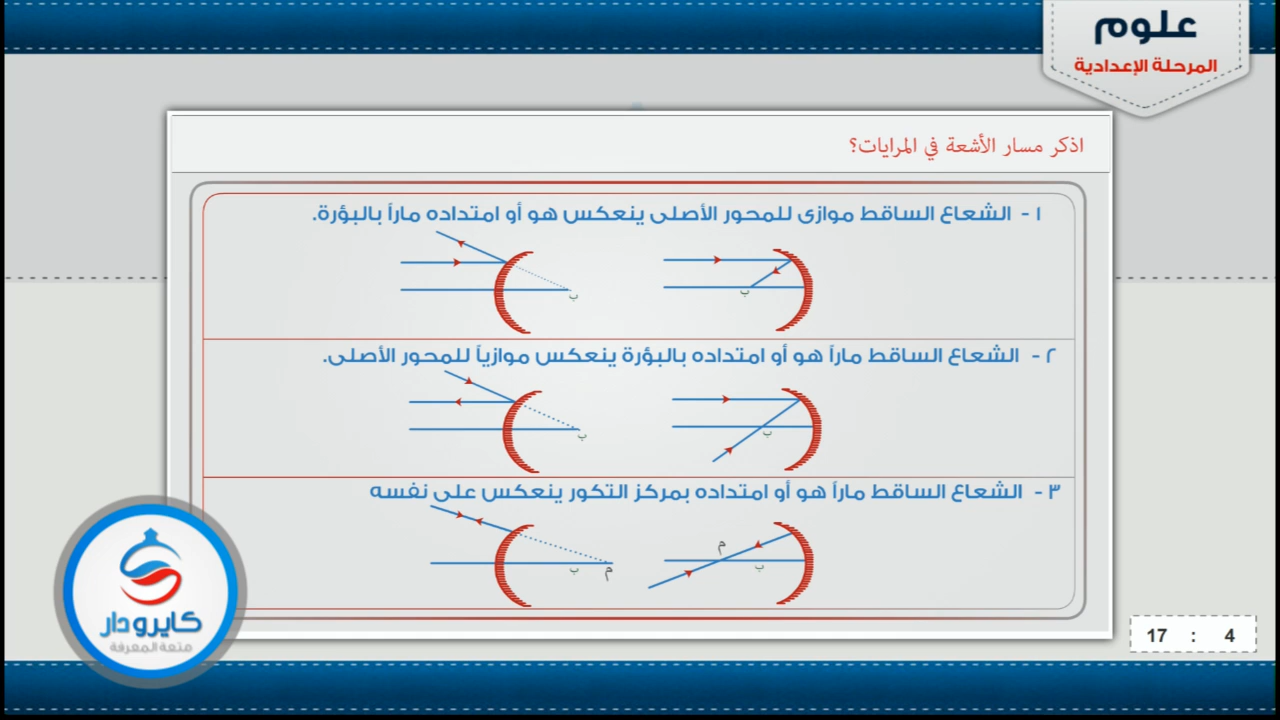 علوم
المرحلة الإعدادية
اذكر مسار الأشعة في المرايات؟
١ - الشعاع الساقط موازى للمحور الأصلى ينعكس هو أو امتداده ماراً بالبؤرة.
ب
ب
٢ - الشعاع الساقط ماراً هو أو امتداده بالبؤرة ينعكس موازياً للمحور الأصلى.
ب
ب
٣ - الشعاع الساقط ماراً هو أو امتداده بمركز التكور ينعكس على نفسه
م
ب
م
ب
كايرودار
متعة المعرفة
17 : 4